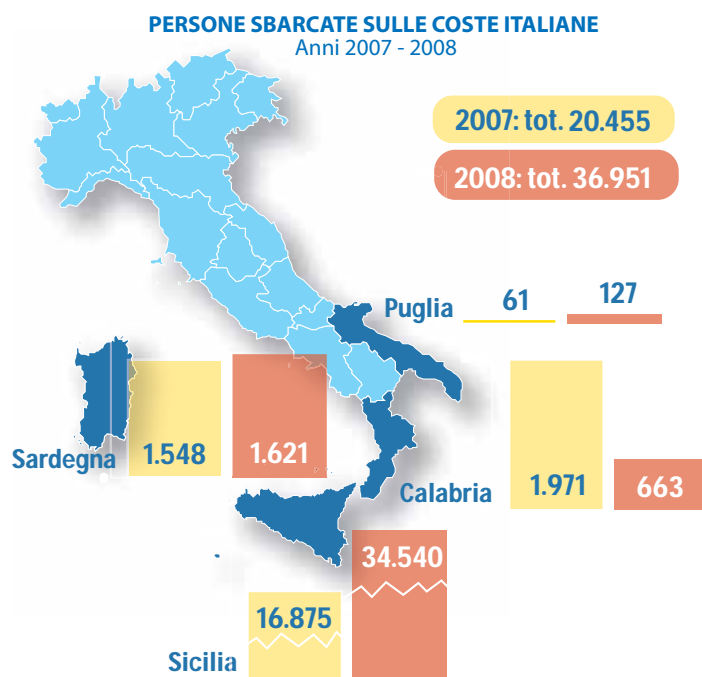 PERSONE SBARCATE SULLE COSTE ITALIANE
Anni 2007 - 2008
2007: tot. 20.455
2008: tot. 36.951
Puglia 61 127
Sardegna 1.548 1.621
Calabria 1.971 663
34.540
16.875
Sicilia